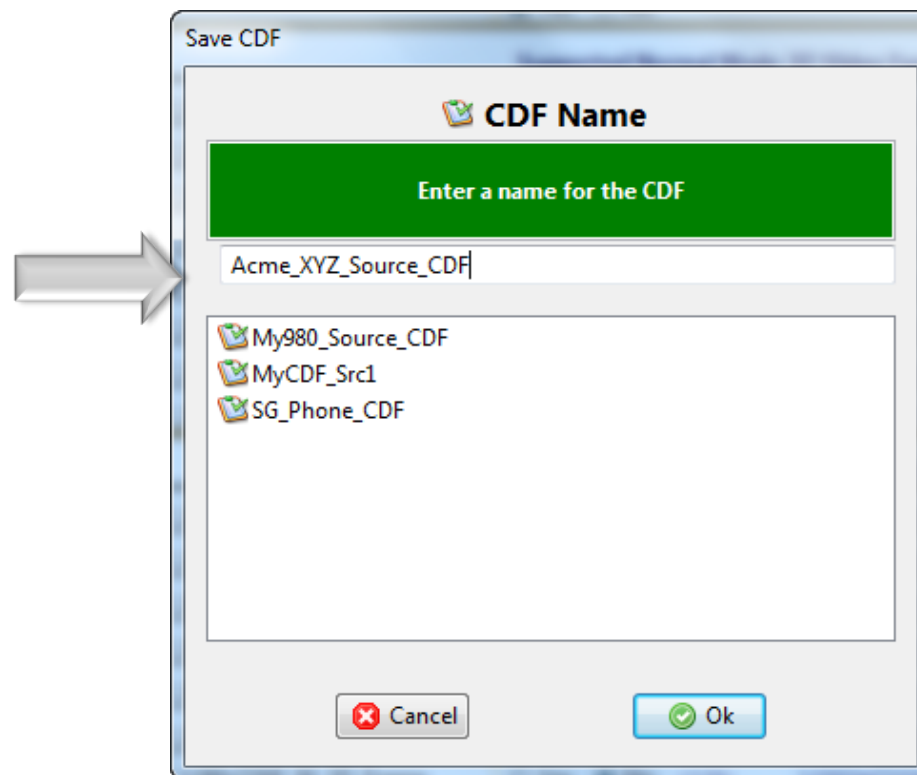 Save CDF
CDF Name
Enter a name for the CDF
Acme_XYZ_Source_CDF
My980_Source_CDF
MyCDF_Src1
SG_Phone_CDF
Cancel
Ok